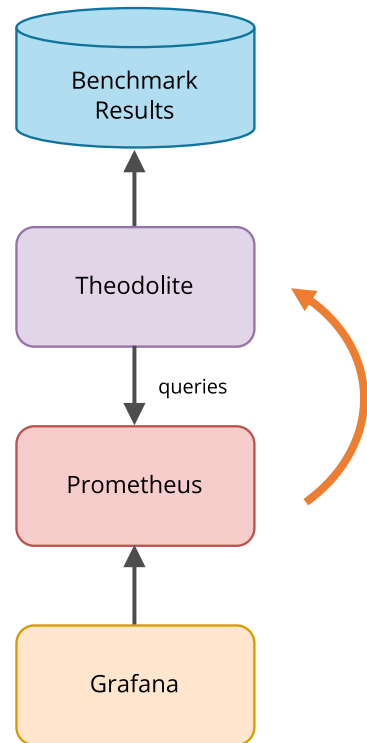 Benchmark
Results
Theodolite
queries
Prometheus
Grafana